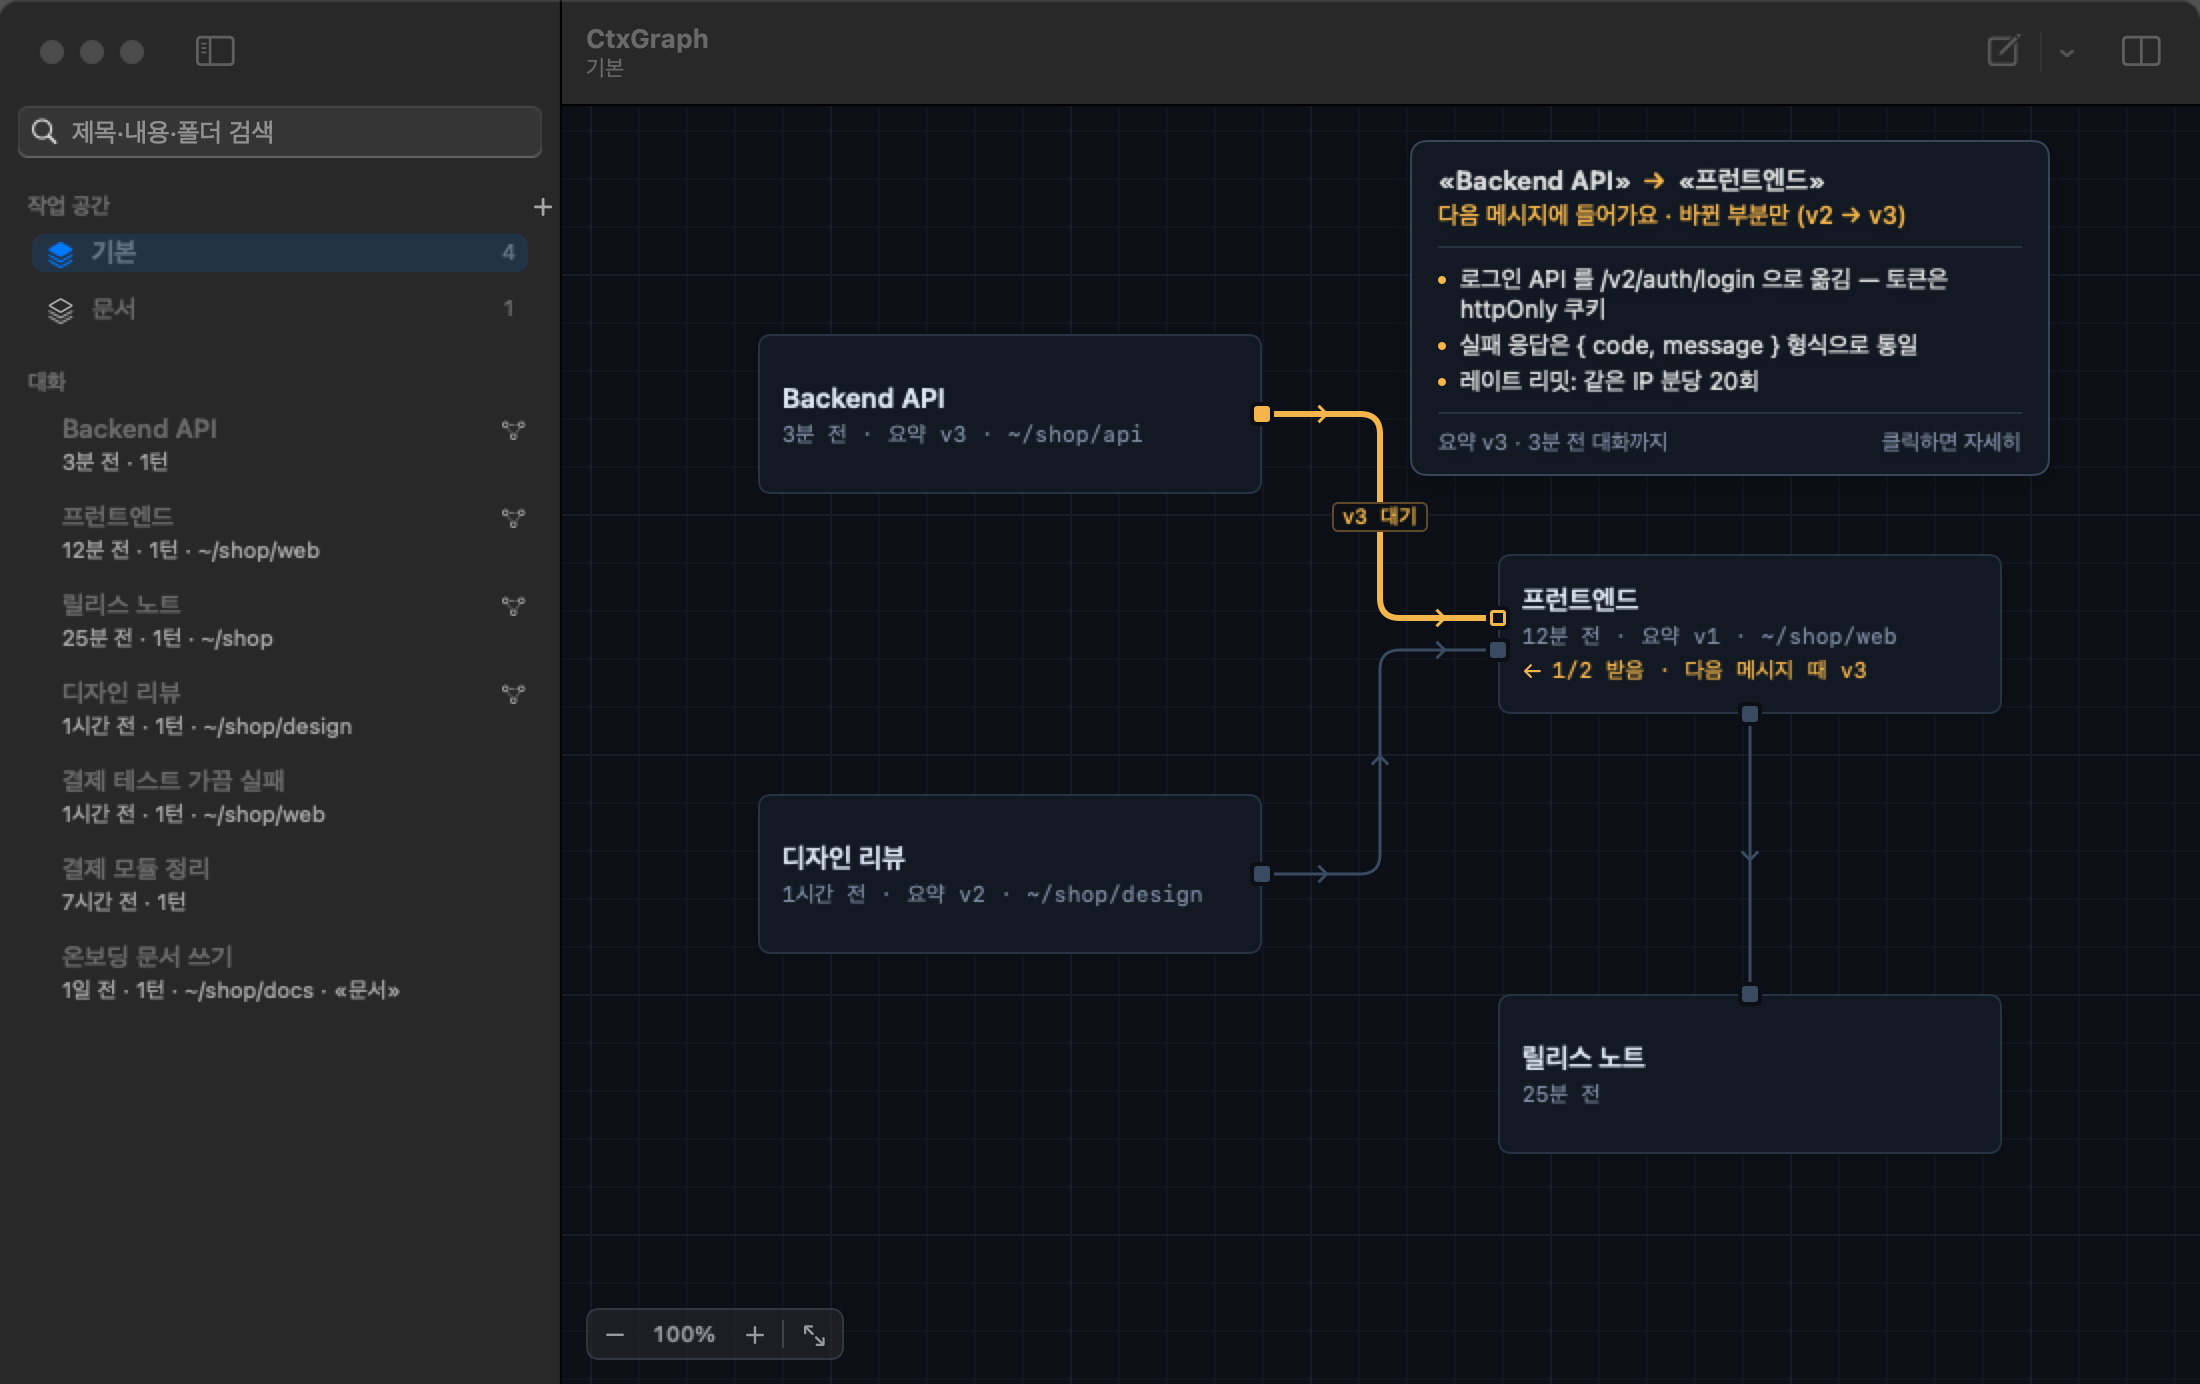 CtxGraph
기본
제목·내용·폴더 검색
작업 공간
기본 4
문서 1
대화
Backend API
3분 전 · 1턴
프런트엔드
12분 전 · 1턴 · ~/shop/web
릴리스 노트
25분 전 · 1턴 · ~/shop
디자인 리뷰
1시간 전 · 1턴 · ~/shop/design
결제 테스트 가끔 실패
1시간 전 · 1턴 · ~/shop/web
결제 모듈 정리
7시간 전 · 1턴
온보딩 문서 쓰기
1일 전 · 1턴 · ~/shop/docs · «문서»
«Backend API» → «프런트엔드»
다음 메시지에 들어가요 · 바뀐 부분만 (v2 → v3)
• 로그인 API 를 /v2/auth/login 으로 옮김 — 토큰은
httpOnly 쿠키
• 실패 응답은 { code, message } 형식으로 통일
• 레이트 리밋: 같은 IP 분당 20회
요약 v3 · 3분 전 대화까지 클릭하면 자세히
Backend API
3분 전 · 요약 v3 · ~/shop/api
v3 대기
프런트엔드
12분 전 · 요약 v1 · ~/shop/web
← 1/2 받음 · 다음 메시지 때 v3
디자인 리뷰
1시간 전 · 요약 v2 · ~/shop/design
릴리스 노트
25분 전
− 100% +